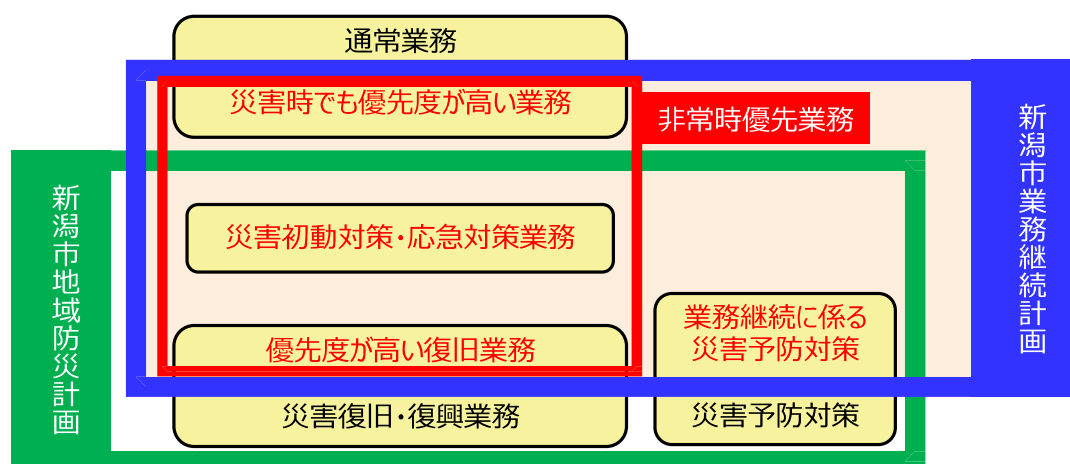 通常業務
災害時でも優先度が高い業務
非常時優先業務
新潟市業務継続計画
新潟市地域防災計画
災害初動対策・応急対策業務
優先度が高い復旧業務
災害復旧・復興業務
業務継続に係る
災害予防対策
災害予防対策